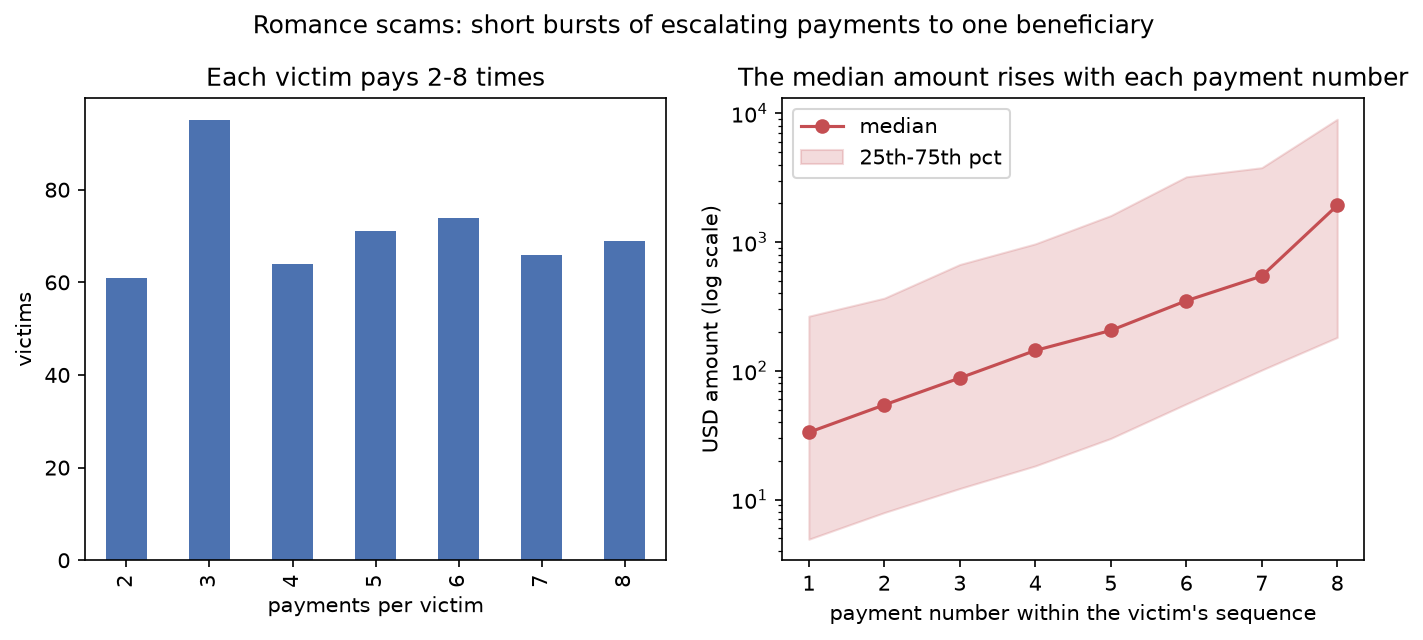 Romance scams: short bursts of escalating payments to one beneficiary
Each victim pays 2-8 times
victims
0
20
40
60
80
2
3
4
5
6
7
8
payments per victim
The median amount rises with each payment number
median
25th-75th pct
USD amount (log scale)
10⁴
10³
10²
10¹
1
2
3
4
5
6
7
8
payment number within the victim's sequence